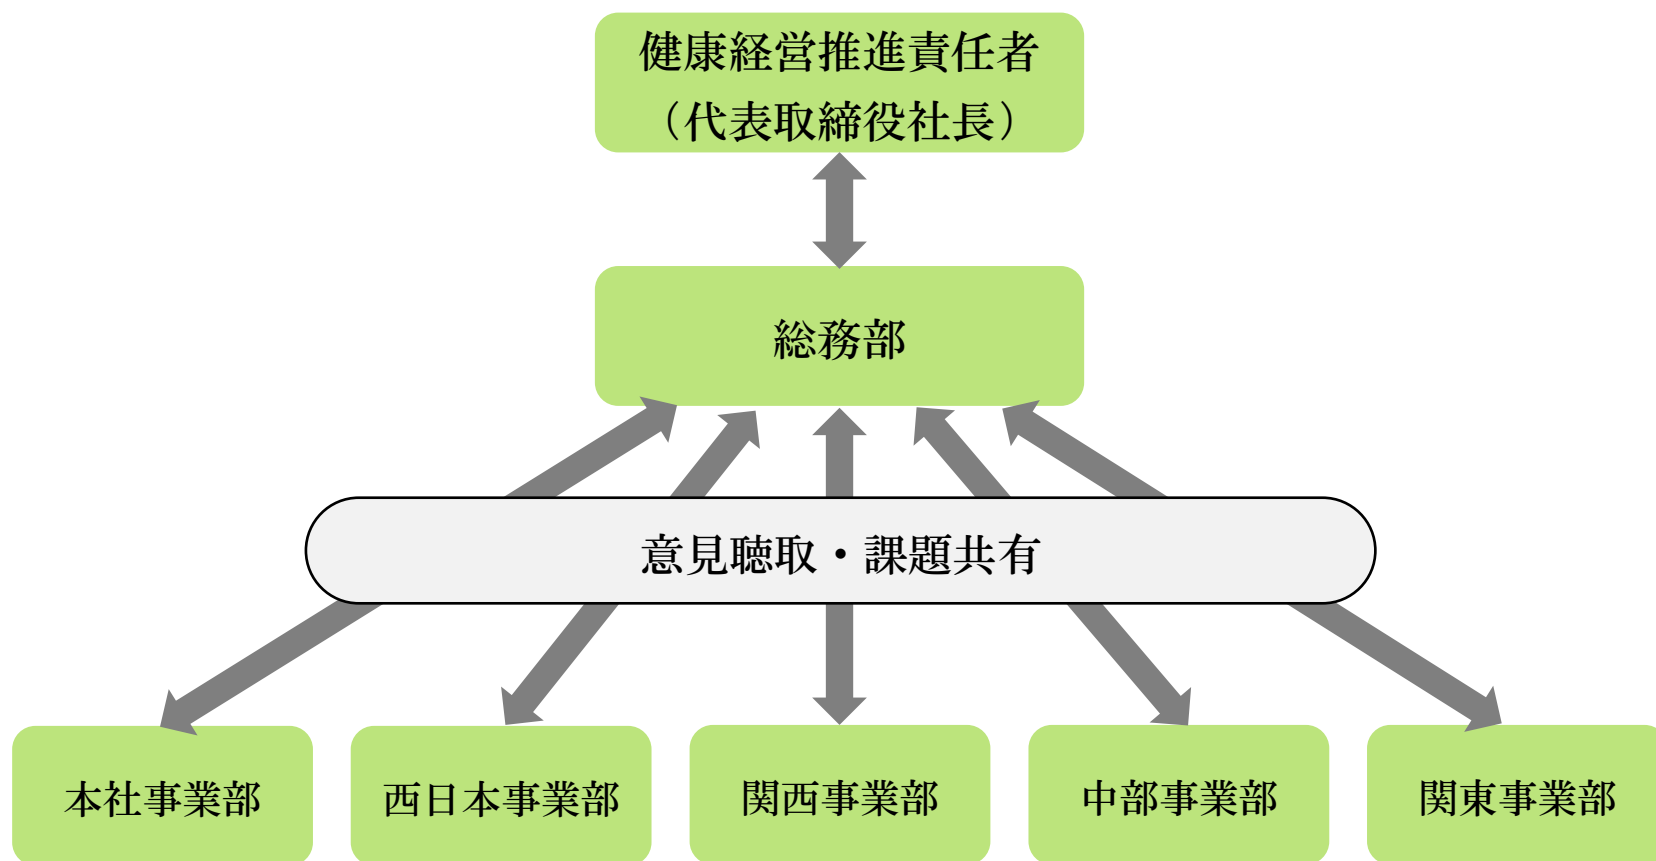 健康経営推進責任者
（代表取締役社長）
総務部
意見聴取・課題共有
本社事業部
西日本事業部
関西事業部
中部事業部
関東事業部